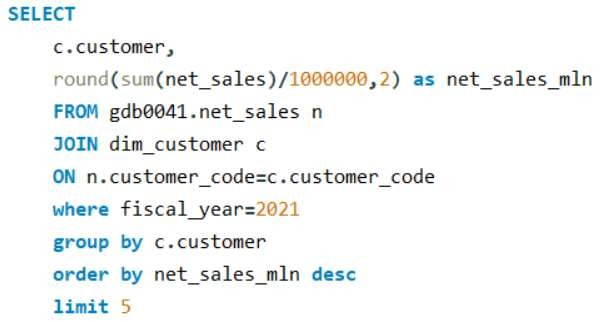 SELECT
c.customer,
round(sum(net_sales)/1000000,2) as net_sales_mln
FROM gdb0041.net_sales n
JOIN dim_customer c
ON n.customer_code=c.customer_code
where fiscal_year=2021
group by c.customer
order by net_sales_mln desc
limit 5